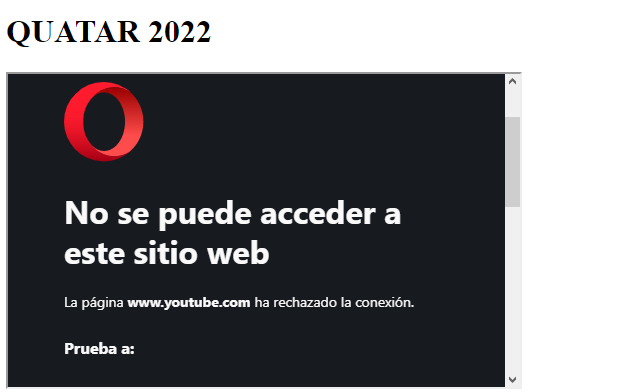 QUATAR 2022
No se puede acceder a
este sitio web
La página www.youtube.com ha rechazado la conexión.
Prueba a: